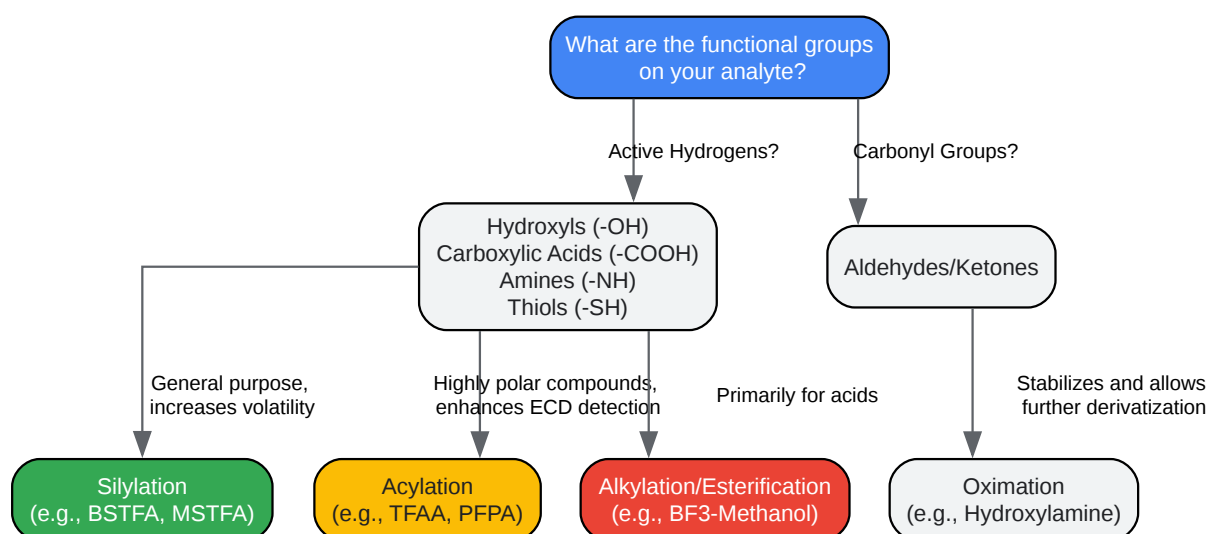 What are the functional groups
on your analyte?
Active Hydrogens?
Carbonyl Groups?
Hydroxyls (-OH)
Carboxylic Acids (-COOH)
Amines (-NH)
Thiols (-SH)
Aldehydes/Ketones
General purpose,
increases volatility
Highly polar compounds,
enhances ECD detection
Primarily for acids
Stabilizes and allows
further derivatization
Silylation
(e.g., BSTFA, MSTFA)
Acylation
(e.g., TFAA, PFPA)
Alkylation/Esterification
(e.g., BF3-Methanol)
Oximation
(e.g., Hydroxylamine)